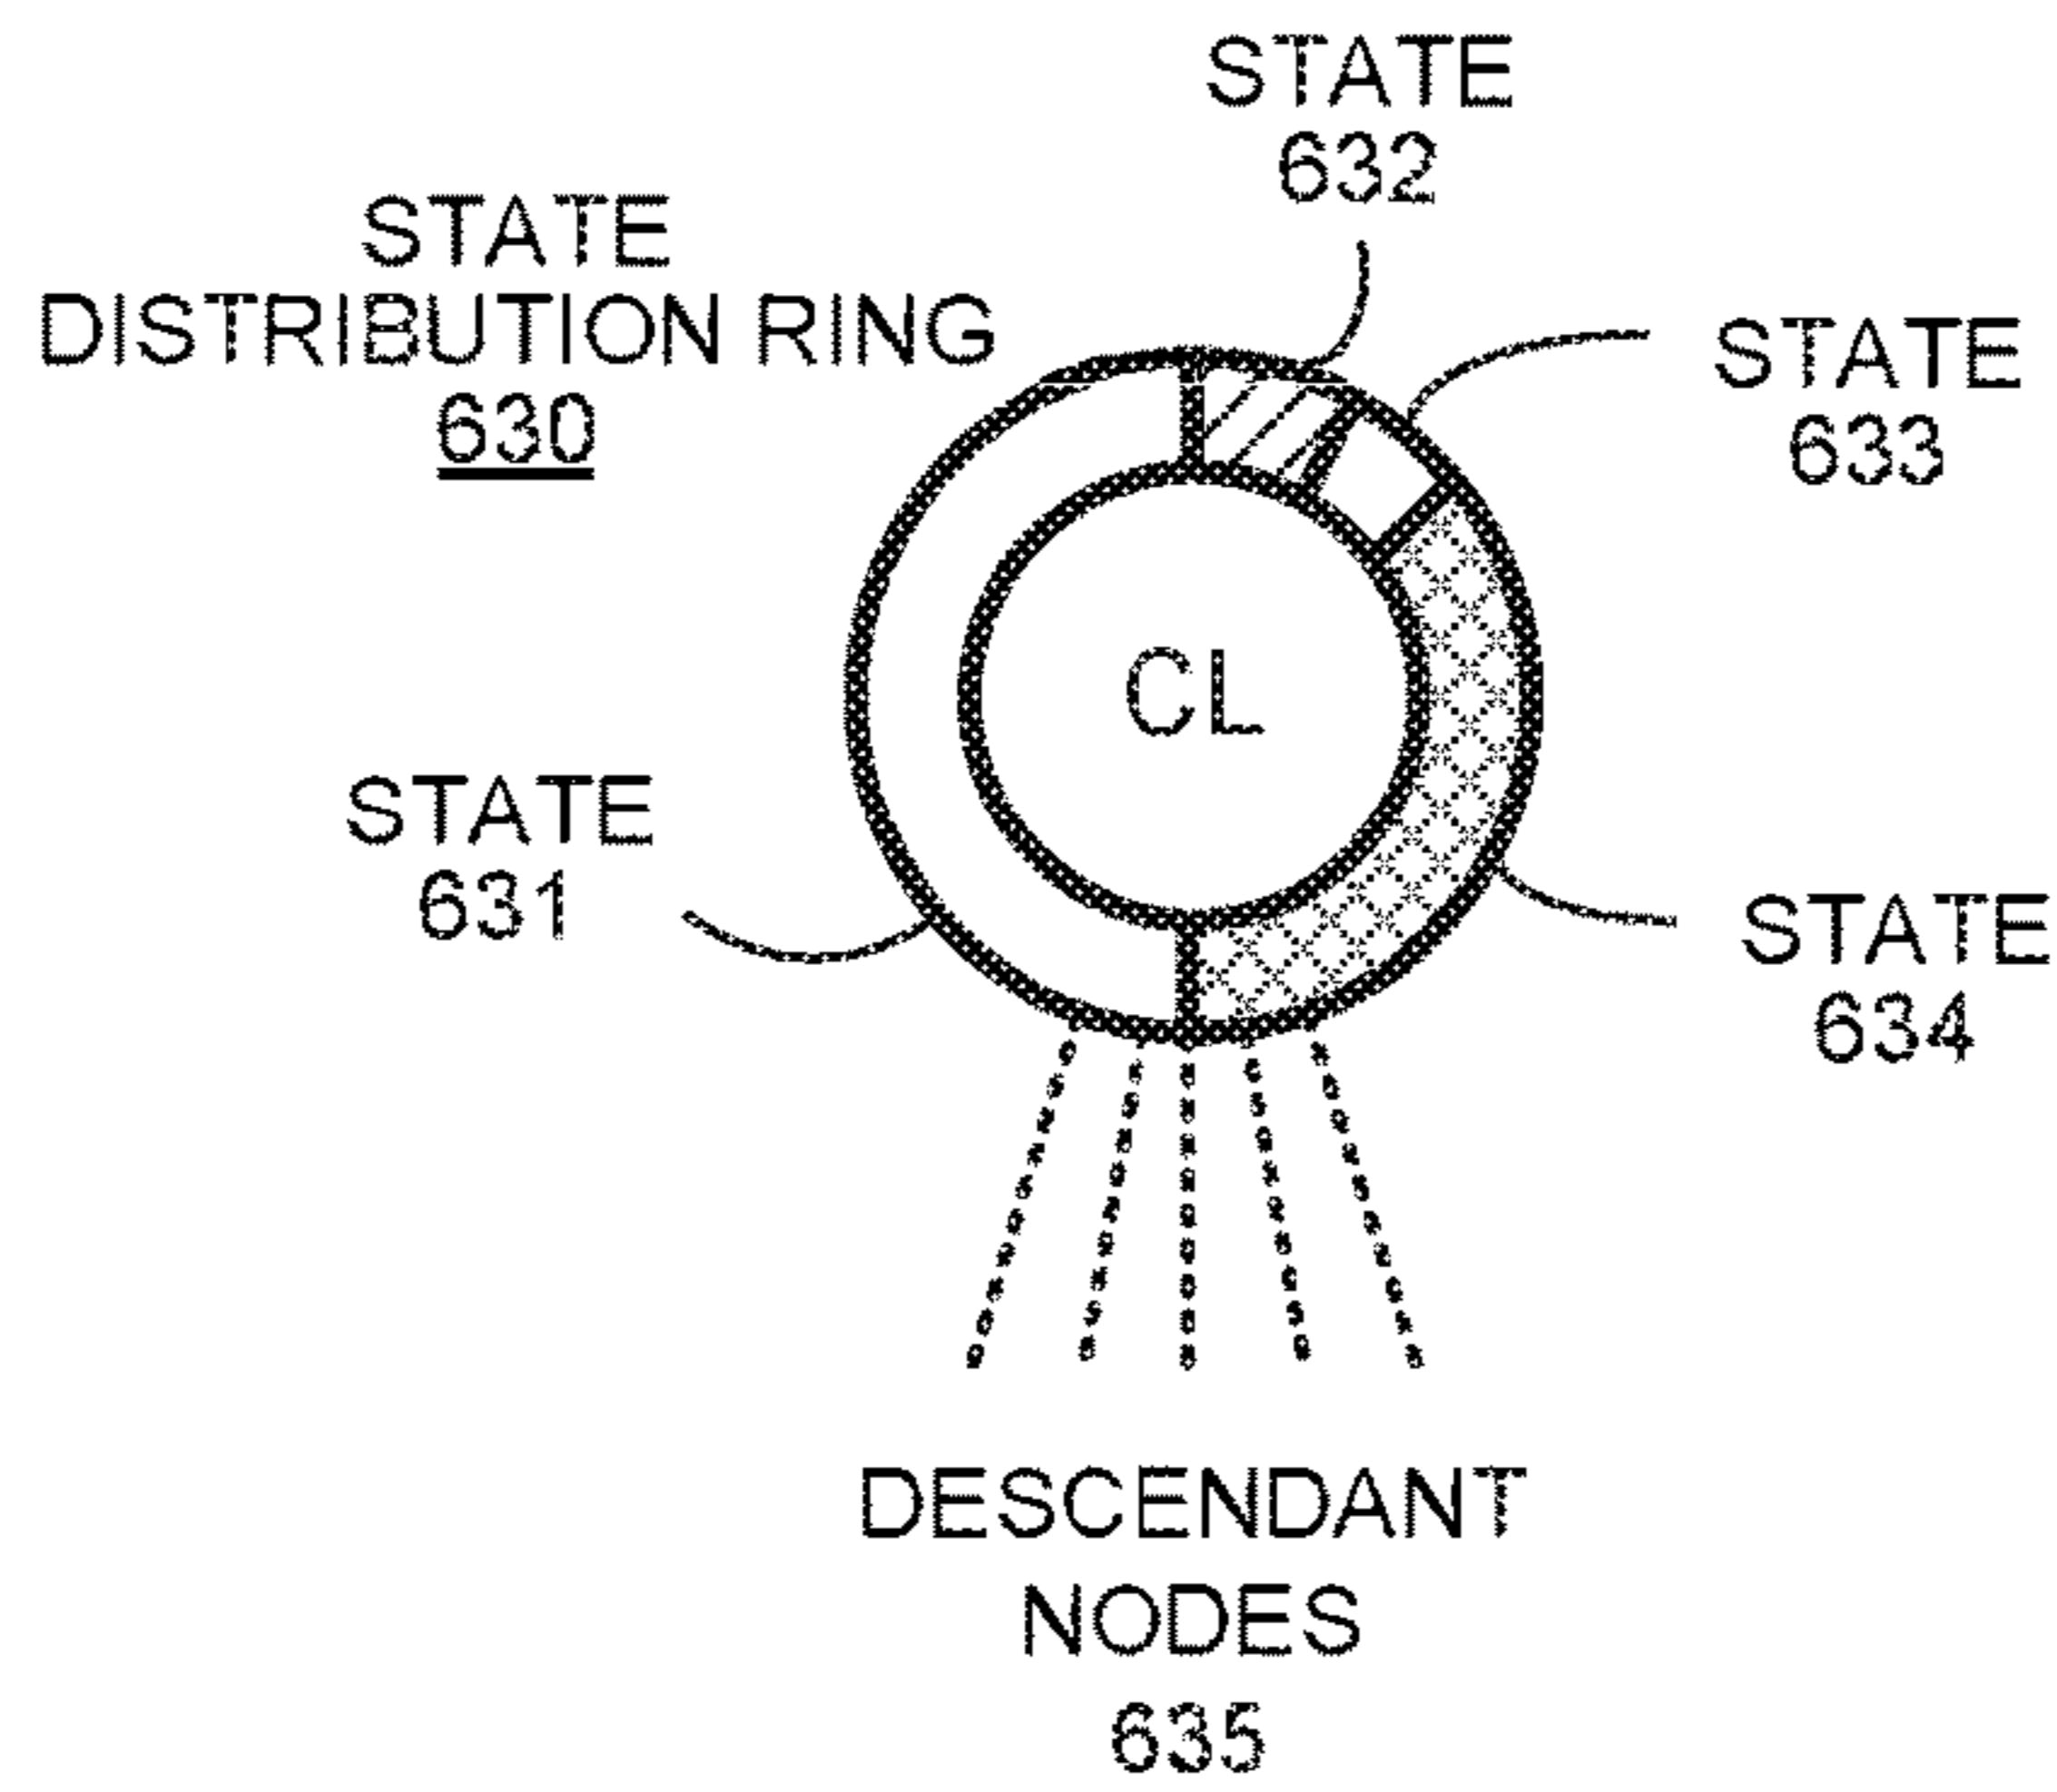 STATE
632
STATE
DISTRIBUTION RING
630
STATE
633
CL
STATE
631
STATE
634
DESCENDANT
NODES
635